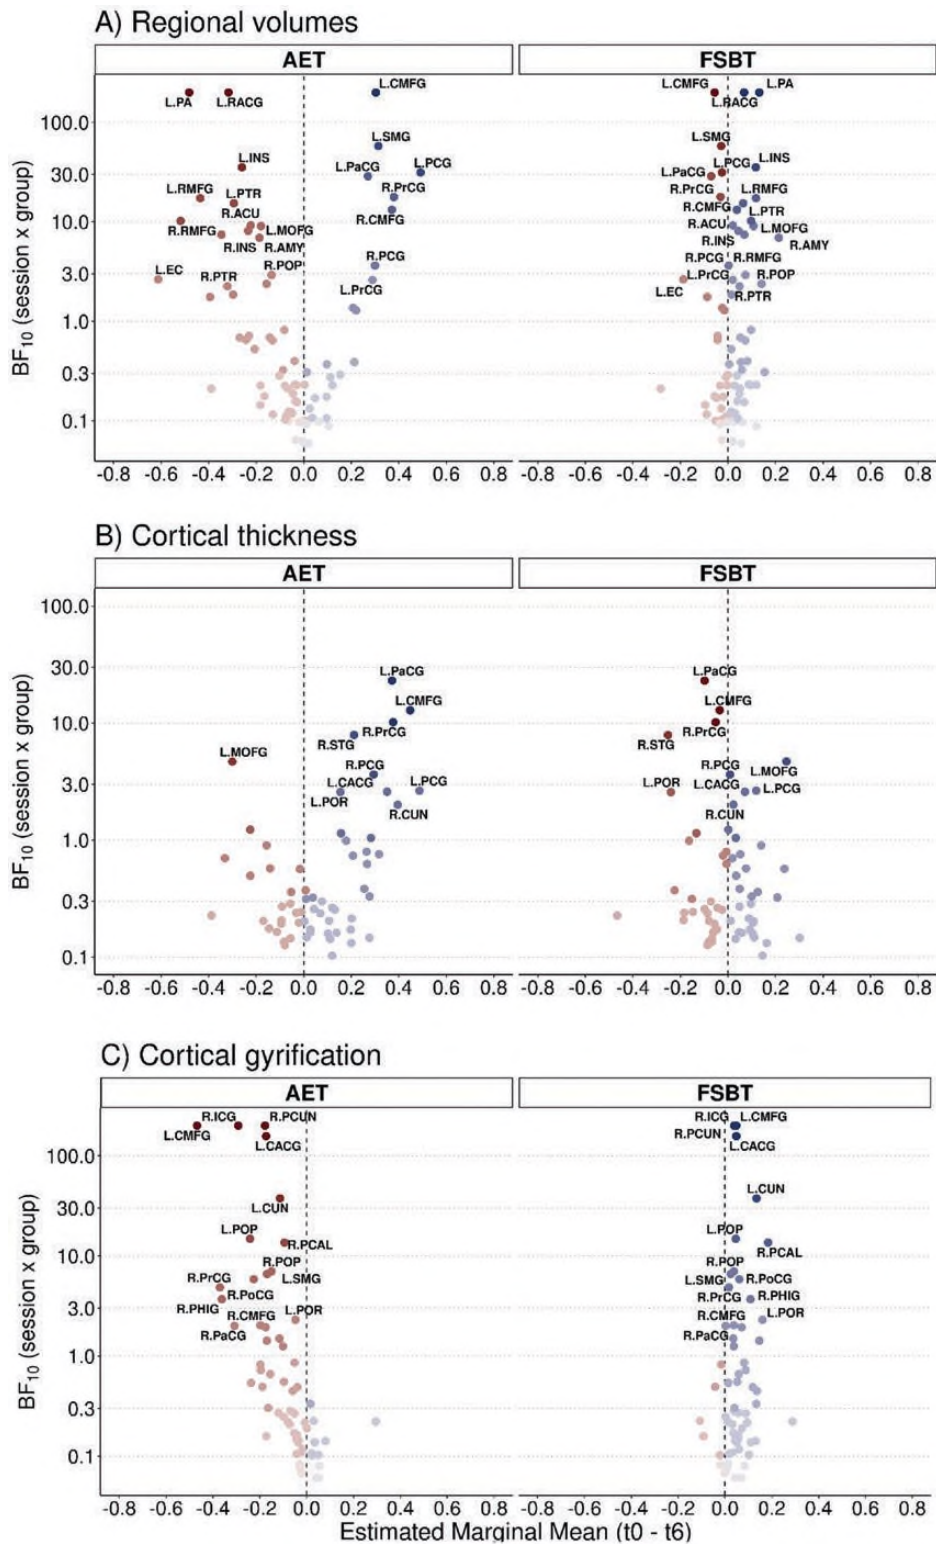 A) Regional volumes
AET FSBT
L.PA L.RACG L.CMFG L.CMFG L.RACG L.PA
100.0
L.SMG L.SMG
L.INS L.PaCG L.PCG L.PaCG L.PCG L.INS
30.0
L.RMFG L.PTR R.PrCG R.PrCG L.RMFG
R.ACU R.CMFG R.CMFG L.PTR
10.0
R.RMFG L.MOFG R.ACU L.MOFG
R.INS R.AMY R.INS R.AMY
R.POP R.PCG R.PCG R.RMFG
L.EC R.PTR L.PrCG L.PrCG R.POP
3.0
L.EC R.PTR
1.0
0.3
0.1
BF10 (session x group)
-0.8 -0.6 -0.4 -0.2 0.0 0.2 0.4 0.6 0.8 -0.8 -0.6 -0.4 -0.2 0.0 0.2 0.4 0.6 0.8
B) Cortical thickness
AET FSBT
100.0
30.0
L.PaCG L.PaCG
L.CMFG L.CMFG
10.0
R.STG R.PrCG R.STG R.PrCG
L.MOFG R.PCG R.PCG L.MOFG
L.CACG L.PCG L.POR L.CACG L.PCG
3.0
L.POR R.CUN R.CUN
1.0
0.3
0.1
BF10 (session x group)
-0.8 -0.6 -0.4 -0.2 0.0 0.2 0.4 0.6 0.8 -0.8 -0.6 -0.4 -0.2 0.0 0.2 0.4 0.6 0.8
C) Cortical gyrification
AET FSBT
R.ICG R.PCUN R.ICG L.CMFG
L.CMFG L.CACG R.PCUN L.CACG
100.0
L.CUN L.CUN
30.0
L.POP R.PCAL L.POP R.PCAL
10.0
R.POP R.POP
R.PrCG L.SMG L.SMG R.PoCG
R.PHIG R.PoCG R.PrCG R.PHIG
3.0
R.CMFG L.POR R.CMFG L.POR
R.PaCG R.PaCG
1.0
0.3
0.1
BF10 (session x group)
-0.8 -0.6 -0.4 -0.2 0.0 0.2 0.4 0.6 0.8 -0.8 -0.6 -0.4 -0.2 0.0 0.2 0.4 0.6 0.8
Estimated Marginal Mean (t0 - t6)